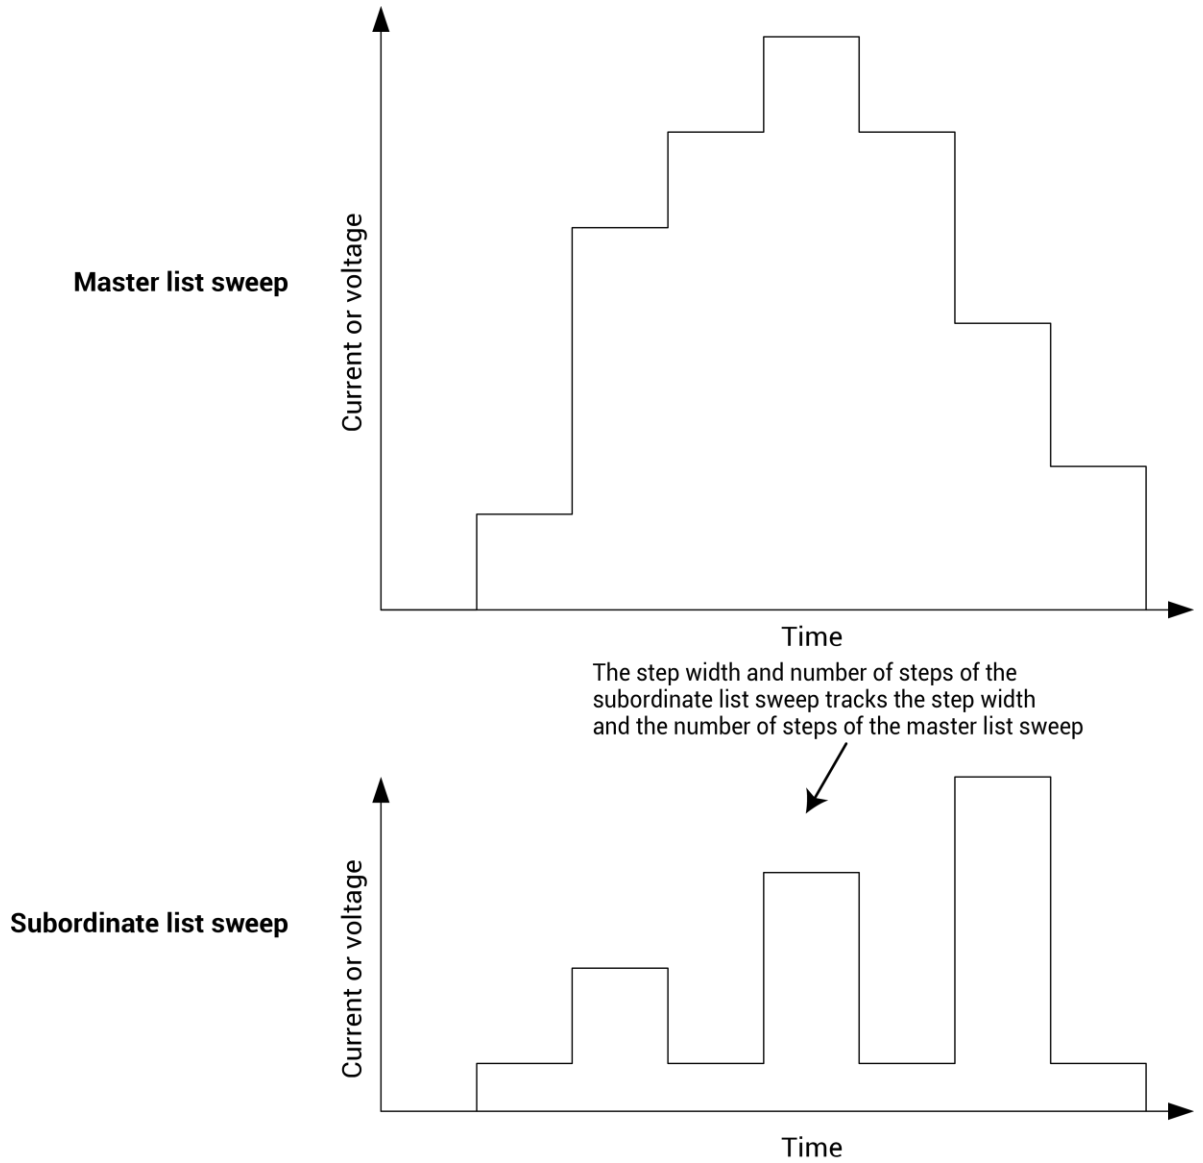 Master list sweep
Current or voltage
Time
The step width and number of steps of the
subordinate list sweep tracks the step width
and the number of steps of the master list sweep
Subordinate list sweep
Current or voltage
Time